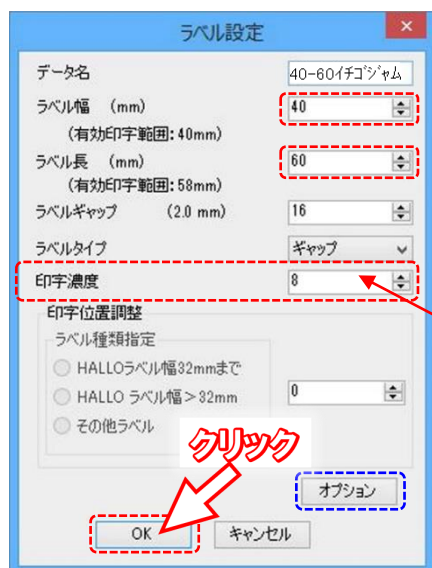 ラベル設定
×
データ名 40-60イチゴジャム
ラベル幅 (mm) 40
(有効印字範囲:40mm)
ラベル長 (mm) 60
(有効印字範囲:58mm)
ラベルギャップ (2.0 mm) 16
ラベルタイプ ギャップ
印字濃度 8
印字位置調整
ラベル種類指定
HALLOラベル幅32mmまで
HALLO ラベル幅>32mm 0
その他ラベル
クリック
オプション
OK キャンセル